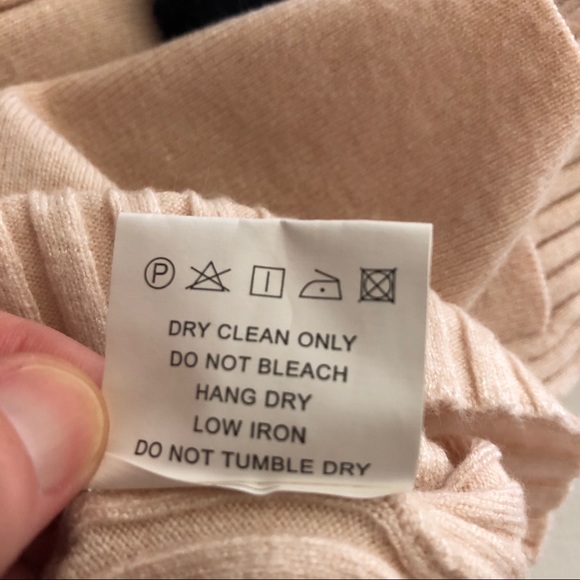 P
DRY CLEAN ONLY
DO NOT BLEACH
HANG DRY
LOW IRON
DO NOT TUMBLE DRY